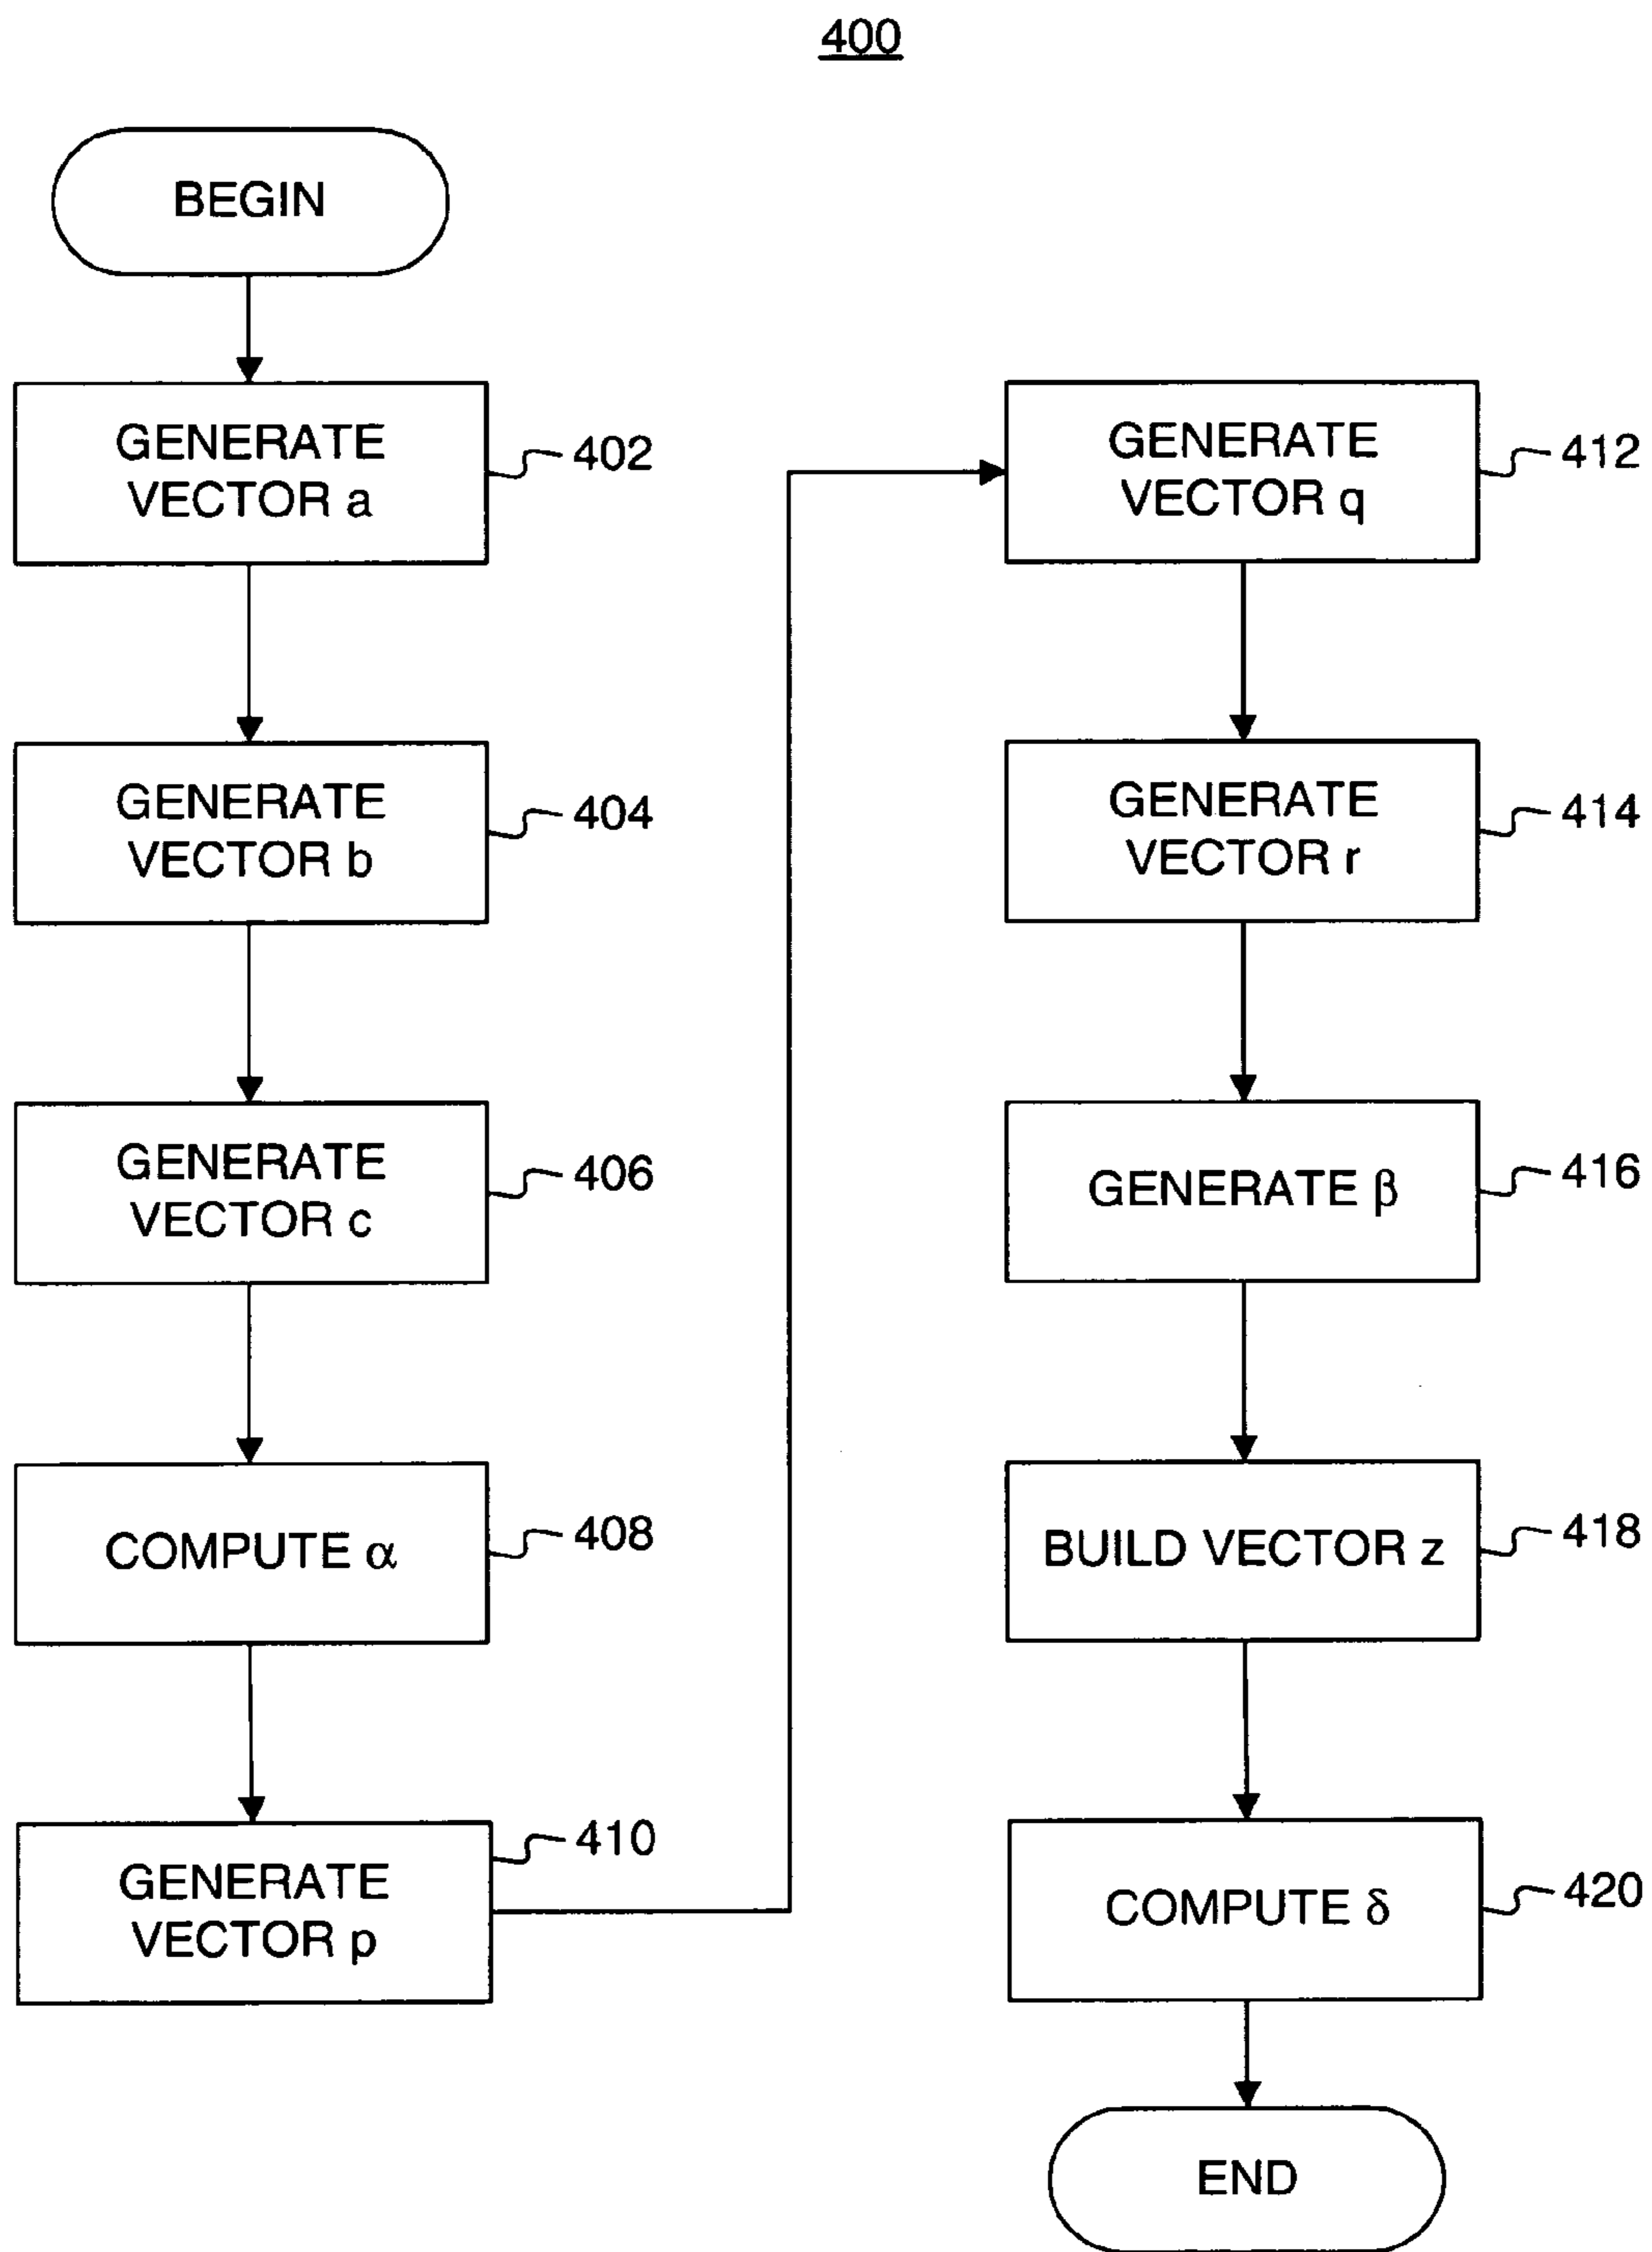 400
BEGIN
GENERATE
VECTOR a
402
GENERATE
VECTOR b
404
GENERATE
VECTOR c
406
COMPUTE α
408
GENERATE
VECTOR p
410
GENERATE
VECTOR q
412
GENERATE
VECTOR r
414
GENERATE β
416
BUILD VECTOR z
418
COMPUTE δ
420
END